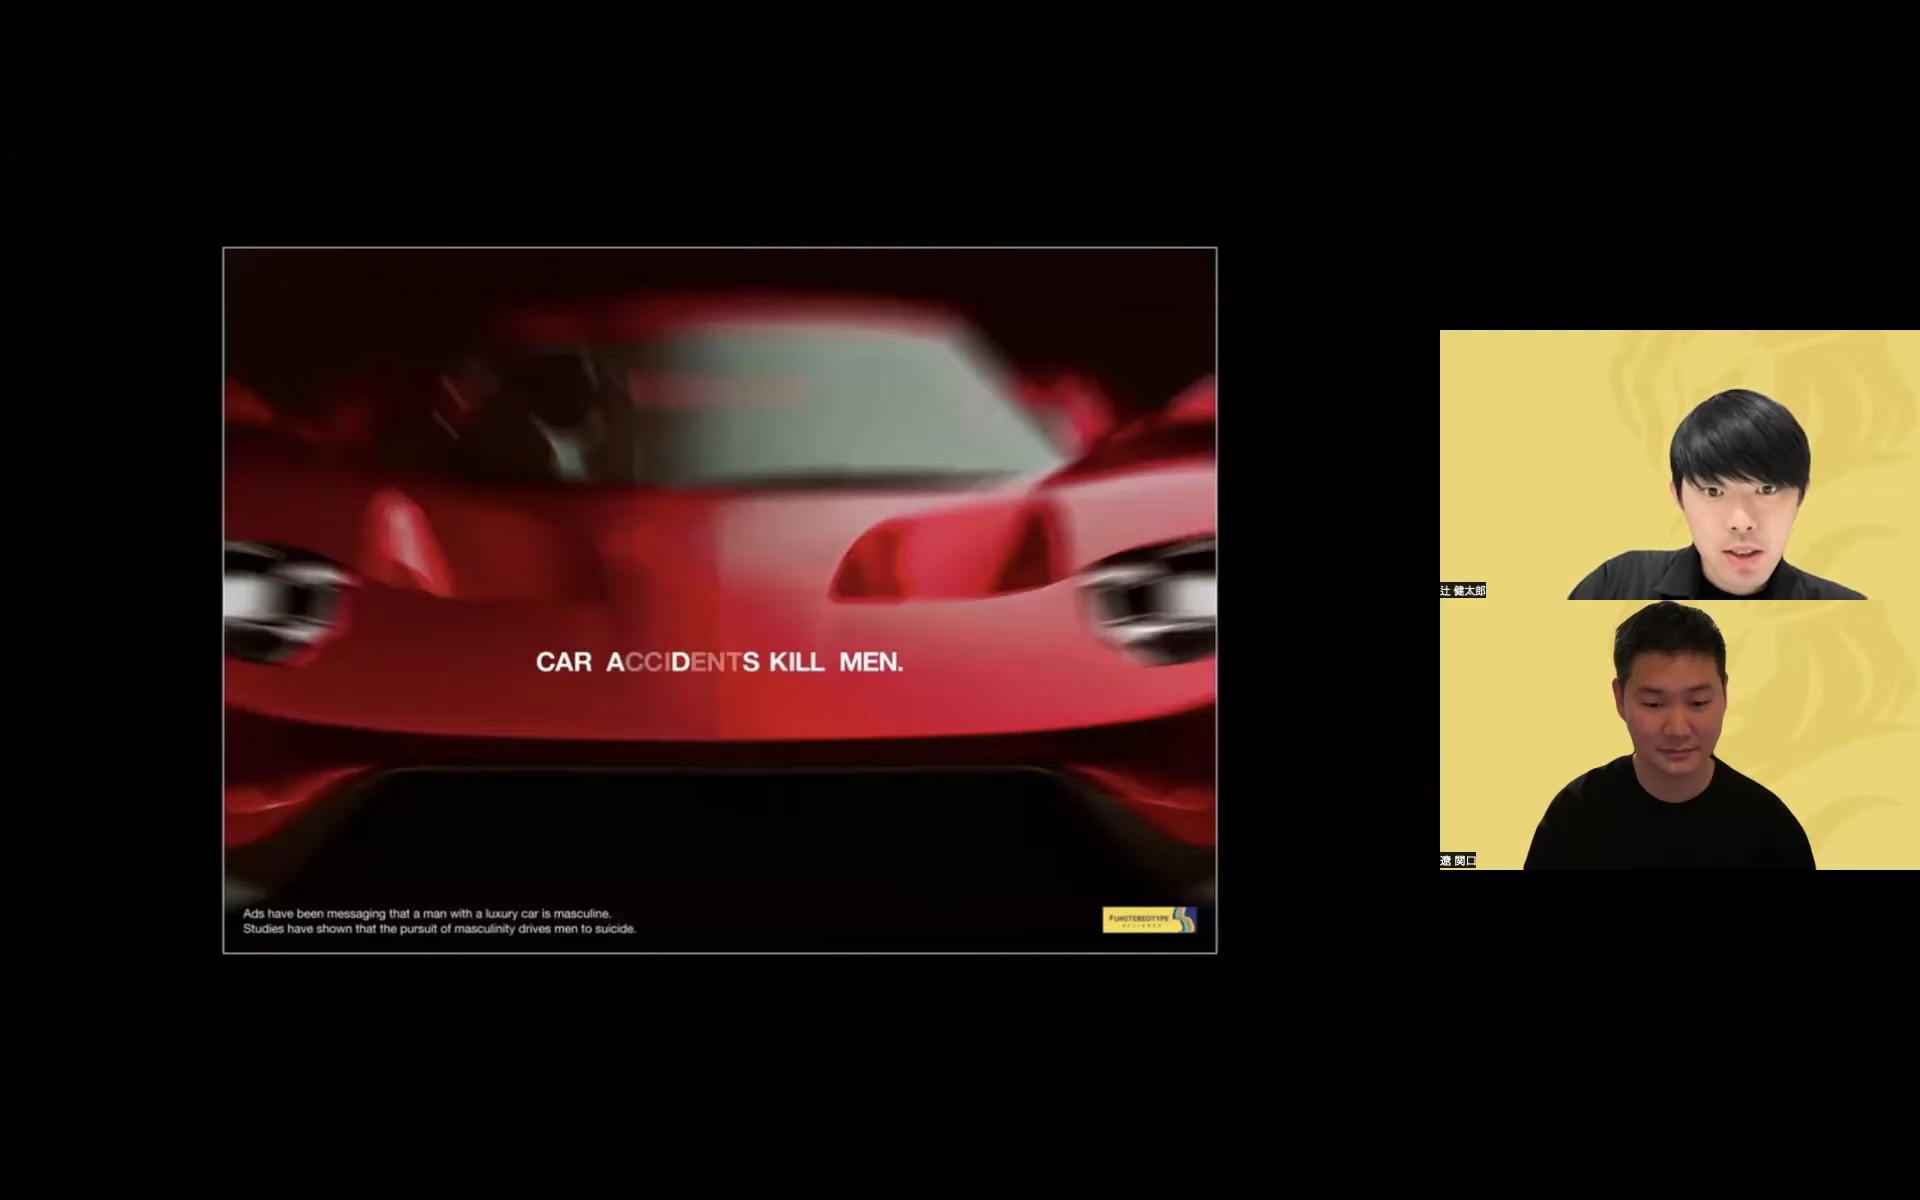 CAR ACCIDENTS KILL MEN.
Ads have been messaging that a man with a luxury car is masculine.
Studies have shown that the pursuit of masculinity drives men to suicide.
FUNSTEREOTYPE
ALLIANCE
辻 健太郎
遼 関口